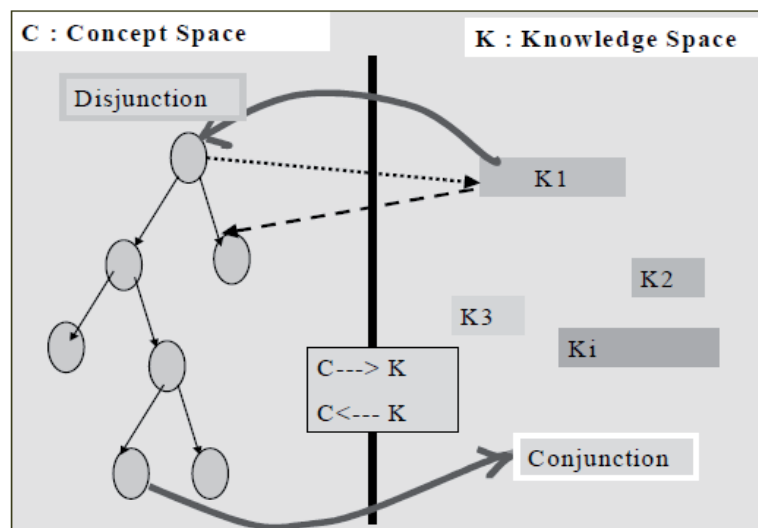 C : Concept Space
K : Knowledge Space
Disjunction
K1
K2
K3
Ki
C---> K
C<--- K
Conjunction